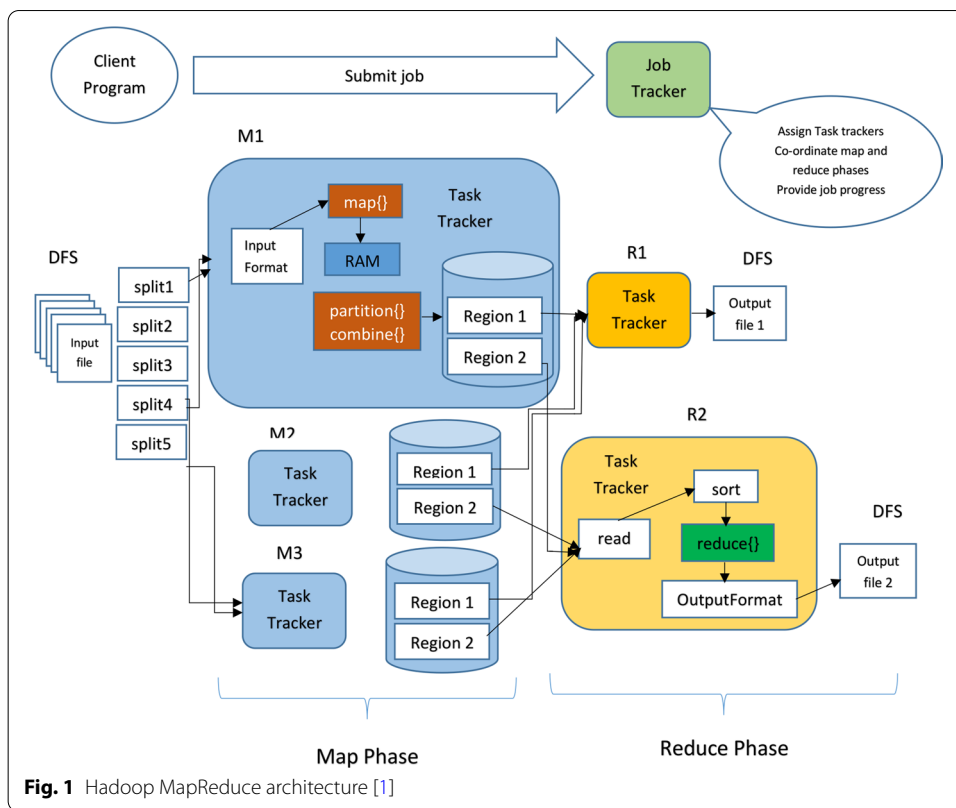 Client
Program
Submit job
Job
Tracker
Assign Task trackers
Co-ordinate map and
reduce phases
Provide job progress
M1
Task
Tracker
map{}
Input
Format
RAM
partition{}
combine{}
Region 1
Region 2
DFS
Input
file
split1
split2
split3
split4
split5
R1
Task
Tracker
DFS
Output
file 1
M2
Task
Tracker
Region 1
Region 2
M3
Task
Tracker
Region 1
Region 2
R2
Task
Tracker
sort
read
reduce{}
OutputFormat
DFS
Output
file 2
Map Phase
Reduce Phase
Fig. 1 Hadoop MapReduce architecture [1]